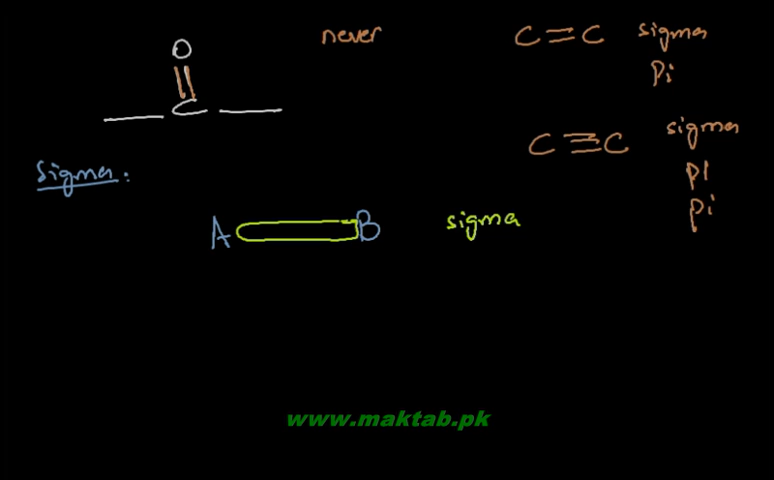 never
O
— C —
C = C sigma
pi
C ≡ C sigma
pi
pi
Sigma:
A B sigma
www.maktab.pk